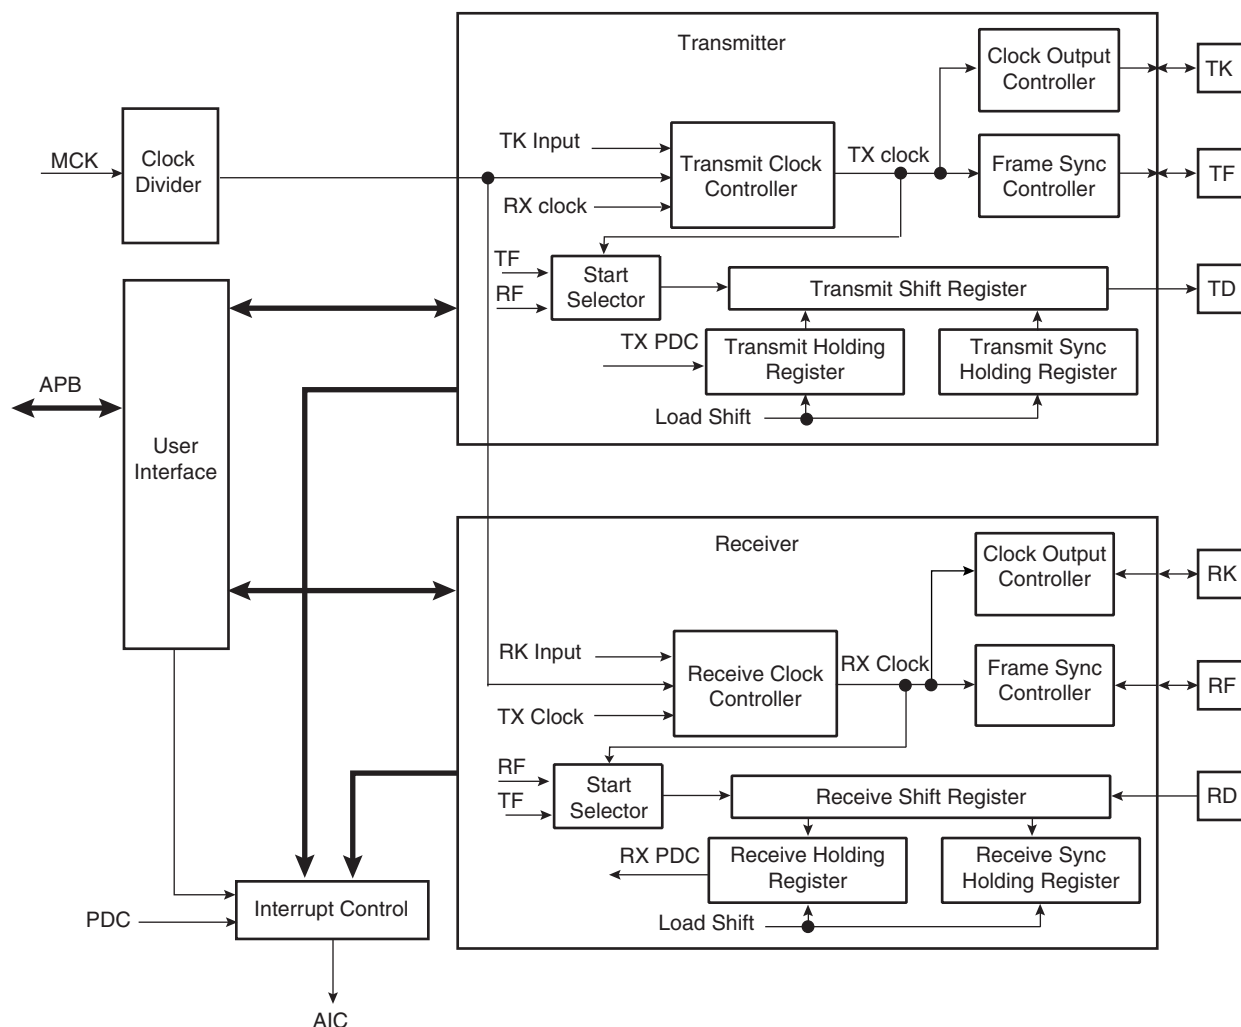 Transmitter
Clock Output
Controller
TK
MCK
Clock
Divider
TK Input
Transmit Clock
Controller
RX clock
TX clock
Frame Sync
Controller
TF
TF
RF
Start
Selector
Transmit Shift Register
TD
TX PDC
Transmit Holding
Register
Transmit Sync
Holding Register
Load Shift
APB
User
Interface
Receiver
Clock Output
Controller
RK
RK Input
Receive Clock
Controller
TX Clock
RX Clock
Frame Sync
Controller
RF
RF
TF
Start
Selector
Receive Shift Register
RD
RX PDC
Receive Holding
Register
Receive Sync
Holding Register
Load Shift
PDC
Interrupt Control
AIC